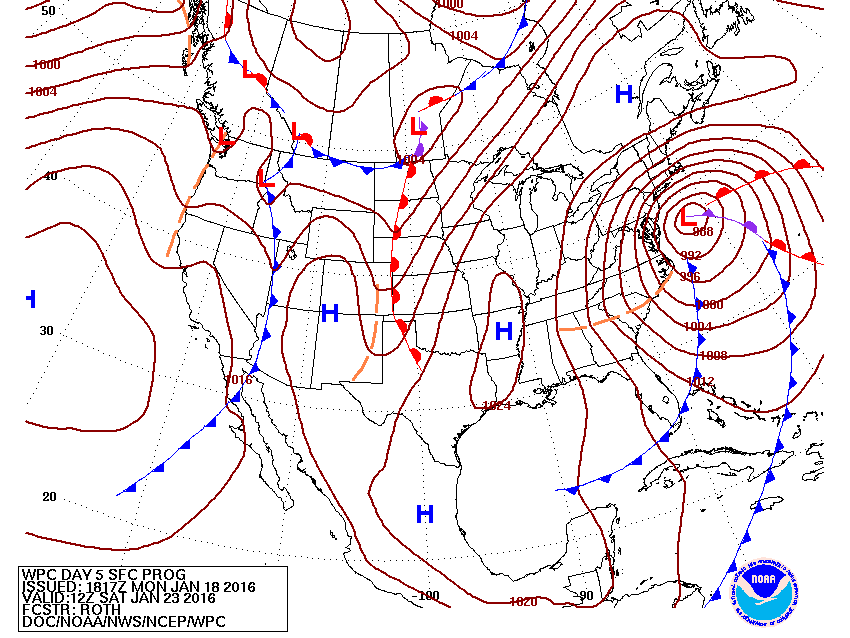 50
1000
1004
1000
1004
H
L
L
L
L
1004
40
L
L
988
992
996
H
30
H
H
1000
1004
1008
1016
1012
1024
20
H
WPC DAY 5 SFC PROG
ISSUED: 1817Z MON JAN 18 2016
VALID:12Z SAT JAN 23 2016
FCSTR: ROTH
DOC/NOAA/NWS/NCEP/WPC
-100
1020
-90
NOAA